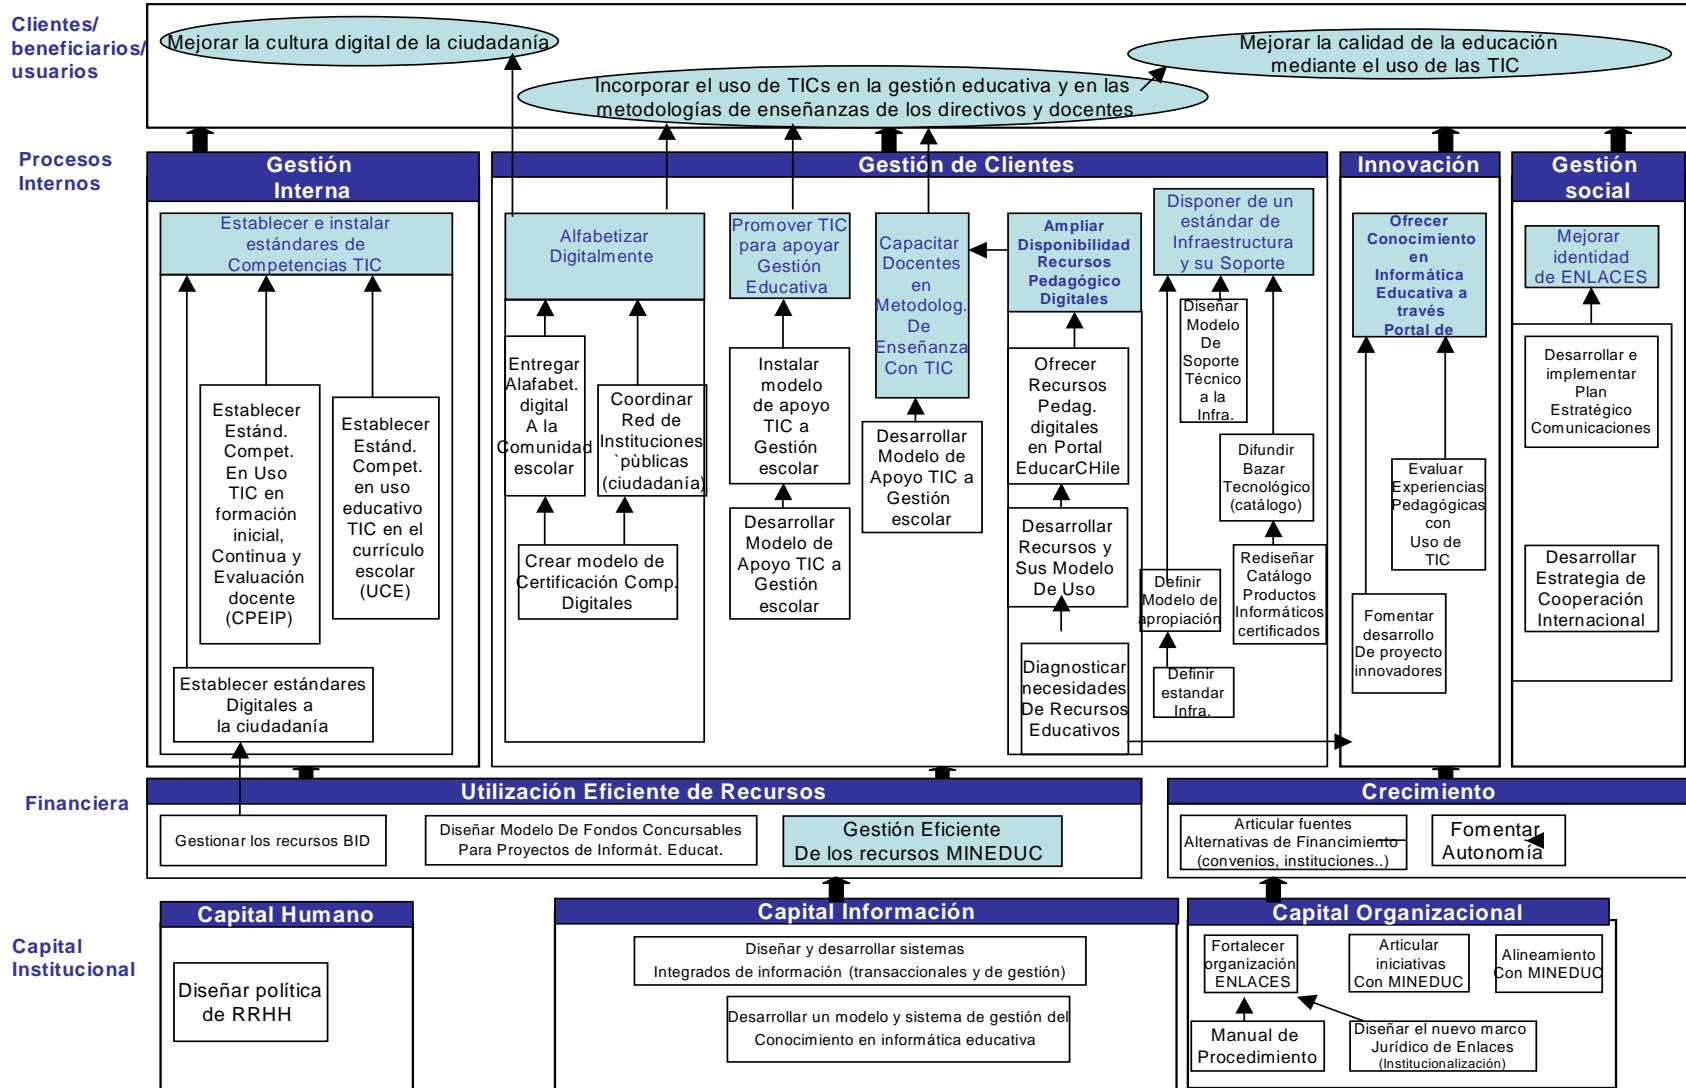 Clientes/
beneficiarios/
usuarios
Mejorar la cultura digital de la ciudadanía
Mejorar la calidad de la educación
mediante el uso de las TIC
Incorporar el uso de TICs en la gestión educativa y en las
metodologías de enseñanzas de los directivos y docentes
Procesos
Internos
Gestión
Interna
Establecer e instalar
estándares de
Competencias TIC
Establecer
Estánd.
Compet.
En Uso
TIC en
formación
inicial,
Continua y
Evaluación
docente
(CPEIP)
Establecer
Estánd.
Compet.
en uso
educativo
TIC en el
currículo
escolar
(UCE)
Establecer estándares
Digitales a
la ciudadanía
Gestión de Clientes
Alfabetizar
Digitalmente
Entregar
Alafabet.
digital
A la
Comunidad
escolar
Coordinar
Red de
Instituciones
`pùblicas
(ciudadanía)
Crear modelo de
Certificación Comp.
Digitales
Promover TIC
para apoyar
Gestión
Educativa
Instalar
modelo
de apoyo
TIC a
Gestión
escolar
Desarrollar
Modelo de
Apoyo TIC a
Gestión
escolar
Capacitar
Docentes
en
Metodolog.
De
Enseñanza
Con TIC
Desarrollar
Modelo de
Apoyo TIC a
Gestión
escolar
Ampliar
Disponibilidad
Recursos
Pedagógico
Digitales
Ofrecer
Recursos
Pedag.
digitales
en Portal
EducarCHile
Desarrollar
Recursos y
Sus Modelo
De Uso
Diagnosticar
necesidades
De Recursos
Educativos
Disponer de un
estándar de
Infraestructura
y su Soporte
Diseñar
Modelo
De
Soporte
Técnico
a la
Infra.
Difundir
Bazar
Tecnológico
(catálogo)
Rediseñar
Catálogo
Productos
Informáticos
certificados
Definir
Modelo de
apropiación
Definir
estandar
Infra.
Innovación
Ofrecer
Conocimiento
en
Informática
Educativa a
través
Portal de
Evaluar
Experiencias
Pedagógicas
con
Uso de
TIC
Fomentar
desarrollo
De proyecto
innovadores
Gestión
social
Mejorar
identidad
de ENLACES
Desarrollar e
implementar
Plan
Estratégico
Comunicaciones
Desarrollar
Estrategia de
Cooperación
Internacional
Financiera
Utilización Eficiente de Recursos
Gestionar los recursos BID
Diseñar Modelo De Fondos Concursables
Para Proyectos de Informát. Educat.
Gestión Eficiente
De los recursos MINEDUC
Crecimiento
Articular fuentes
Alternativas de Financimiento
(convenios, instituciones..)
Fomentar
Autonomía
Capital
Institucional
Capital Humano
Diseñar política
de RRHH
Capital Información
Diseñar y desarrollar sistemas
Integrados de información (transaccionales y de gestión)
Desarrollar un modelo y sistema de gestión del
Conocimiento en informática educativa
Capital Organizacional
Fortalecer
organización
ENLACES
Articular
iniciativas
Con MINEDUC
Alineamiento
Con MINEDUC
Manual de
Procedimiento
Diseñar el nuevo marco
Jurídico de Enlaces
(Institucionalización)